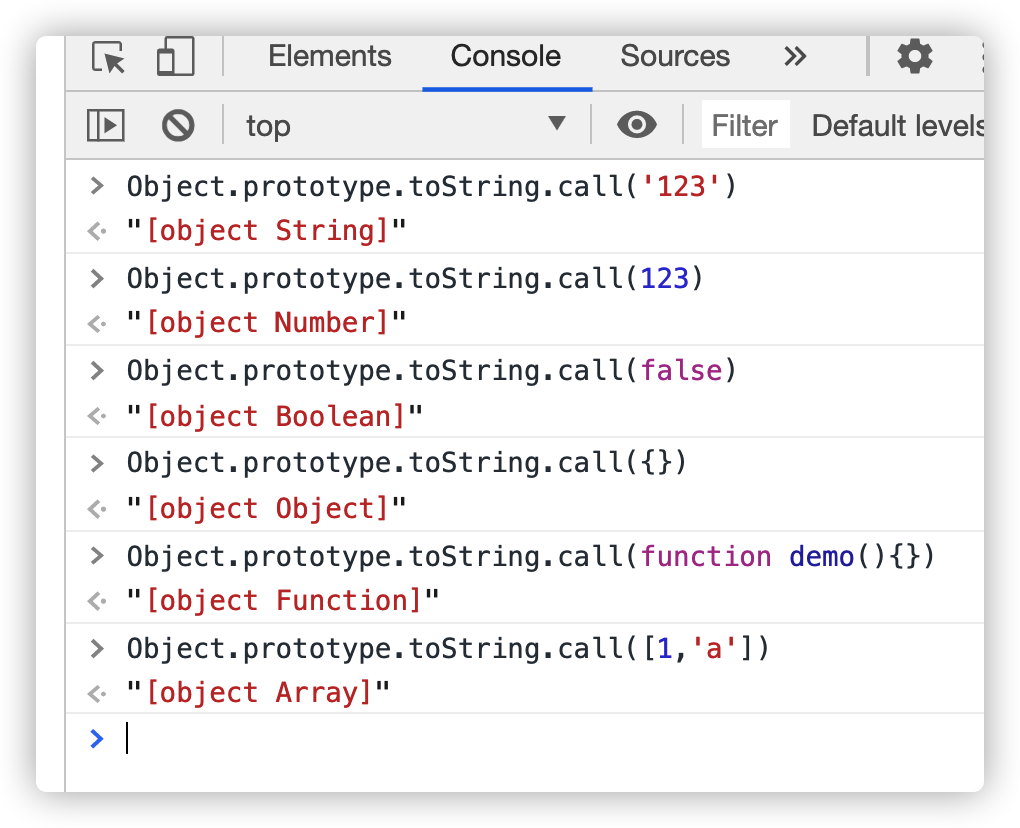 Elements Console Sources »
top ▼ Filter Default levels
> Object.prototype.toString.call('123')
"[object String]"
> Object.prototype.toString.call(123)
"[object Number]"
> Object.prototype.toString.call(false)
"[object Boolean]"
> Object.prototype.toString.call({})
"[object Object]"
> Object.prototype.toString.call(function demo(){})
"[object Function]"
> Object.prototype.toString.call([1,'a'])
"[object Array]"
>